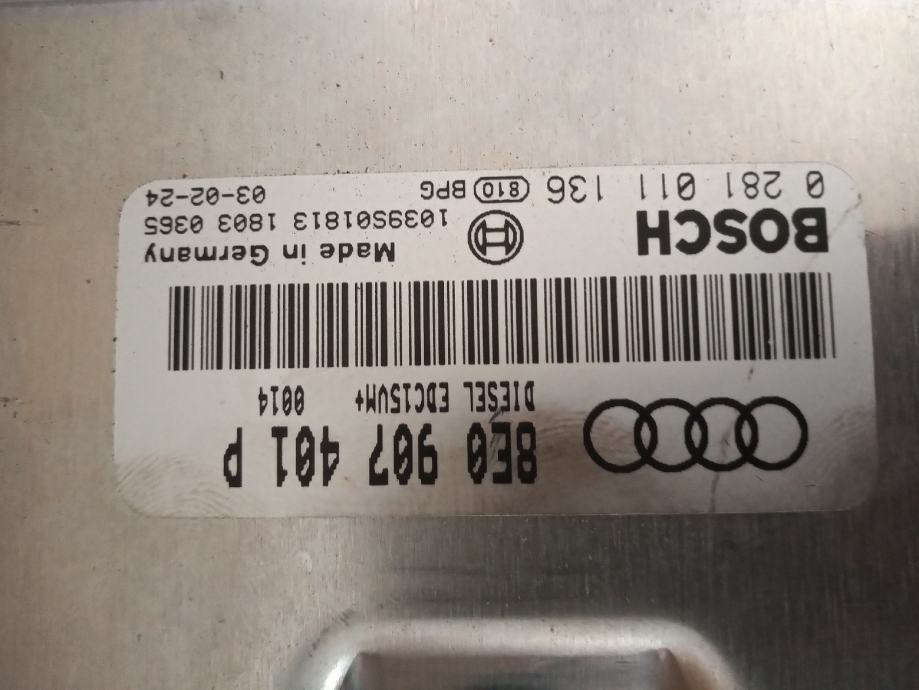 8E0 907 401 P
DIESEL EDC15VM+ 0014
BOSCH
Made in Germany
1039S01813 1803 0365
0 281 011 136 810 BPG 03-02-24